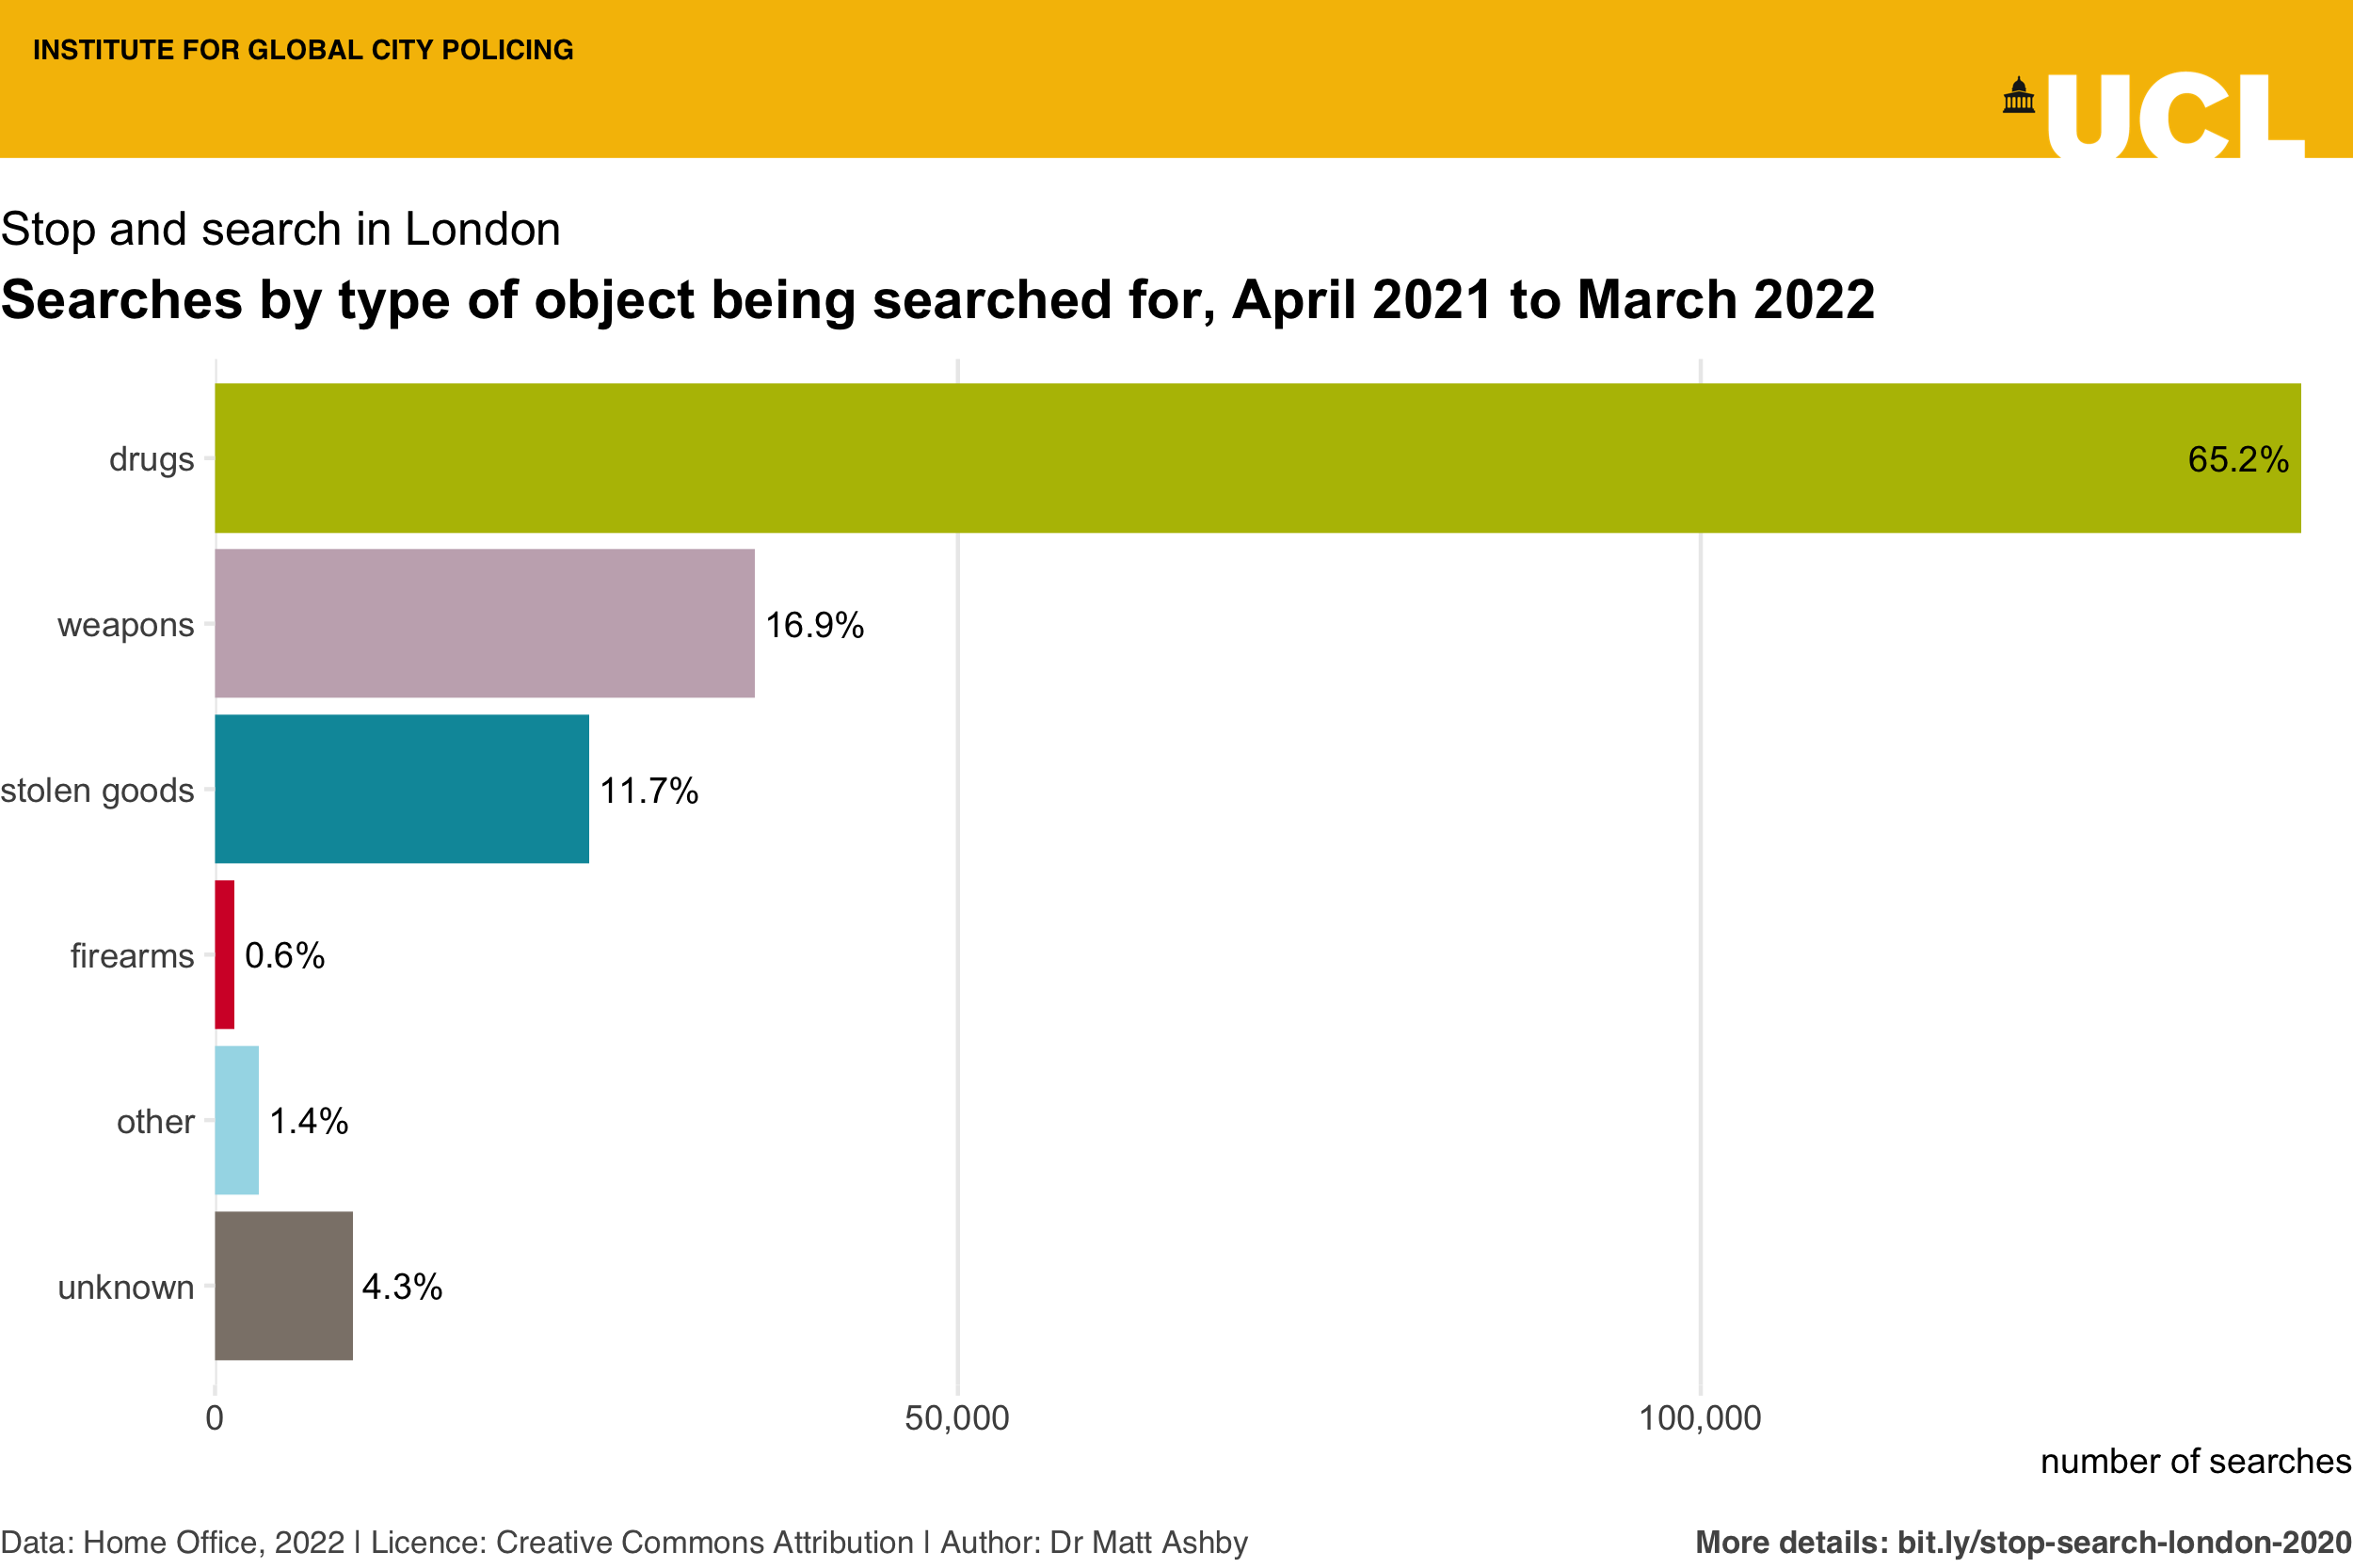 INSTITUTE FOR GLOBAL CITY POLICING
UCL
Stop and search in London
Searches by type of object being searched for, April 2021 to March 2022
drugs
65.2%
weapons
16.9%
stolen goods
11.7%
firearms
0.6%
other
1.4%
unknown
4.3%
0
50,000
100,000
number of searches
Data: Home Office, 2022 | Licence: Creative Commons Attribution | Author: Dr Matt Ashby
More details: bit.ly/stop-search-london-2020